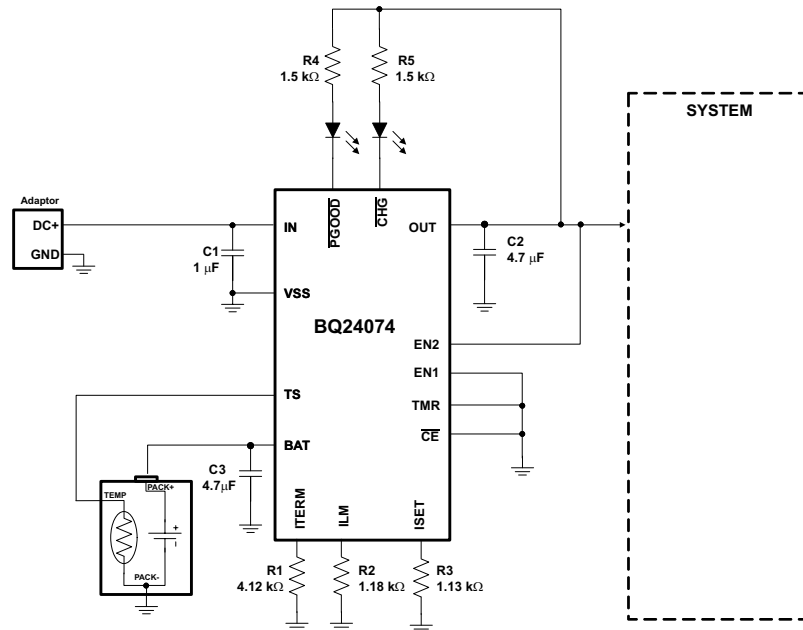 R4
1.5 kΩ
R5
1.5 kΩ
SYSTEM
Adaptor
DC+
GND
C1
1 μF
IN
PGOOD
CHG
OUT
C2
4.7 μF
VSS
BQ24074
EN2
EN1
TS
TMR
BAT
CE
C3
4.7μF
TEMP
PACK+
+
−
PACK-
ITERM
ILM
ISET
R1
4.12 kΩ
R2
1.18 kΩ
R3
1.13 kΩ